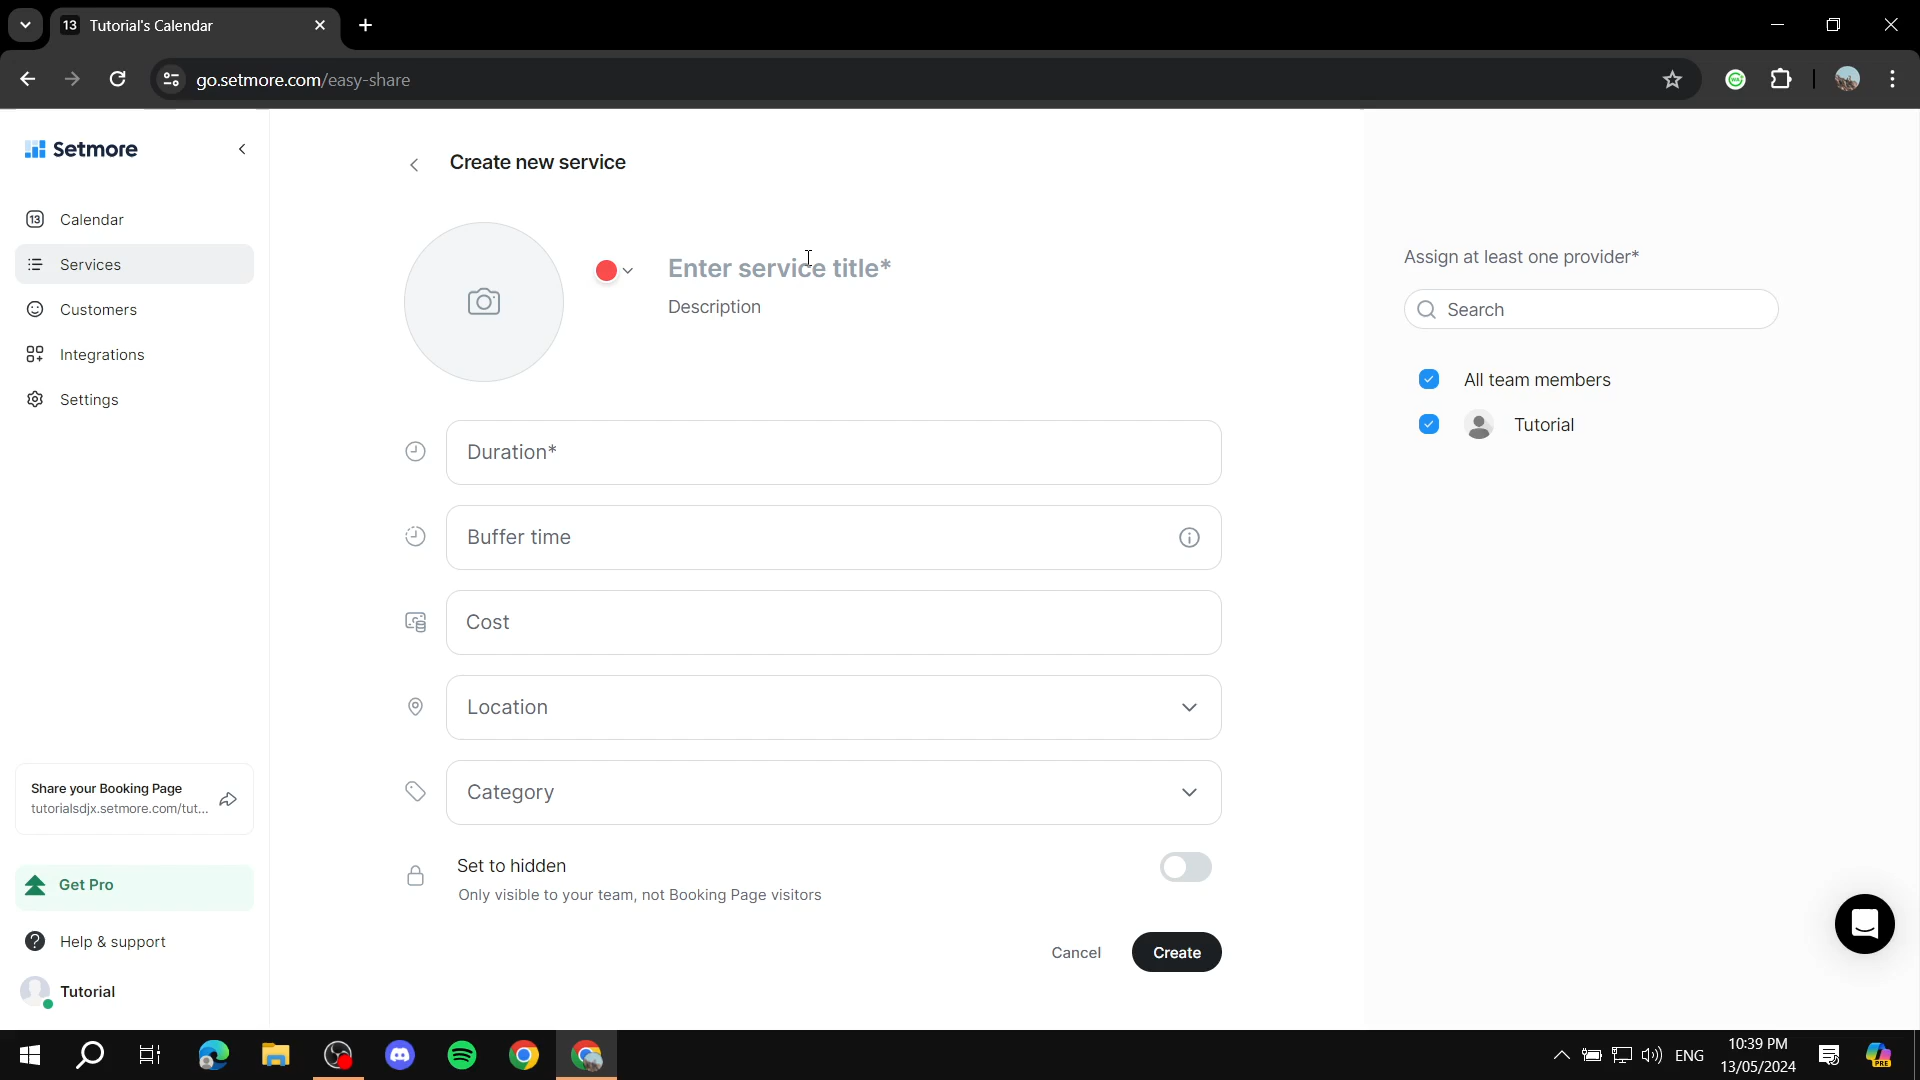 13 Tutorial's Calendar
go.setmore.com/easy-share
Setmore
13 Calendar
Services
Customers
Integrations
Settings
Share your Booking Page
tutorialsdjx.setmore.com/tut...
Get Pro
Help & support
Tutorial
Create new service
Enter service title*
Description
Duration*
Buffer time
Cost
Location
Category
Set to hidden
Only visible to your team, not Booking Page visitors
Cancel
Create
Assign at least one provider*
Search
All team members
Tutorial
ENG
10:39 PM
13/05/2024
PRE